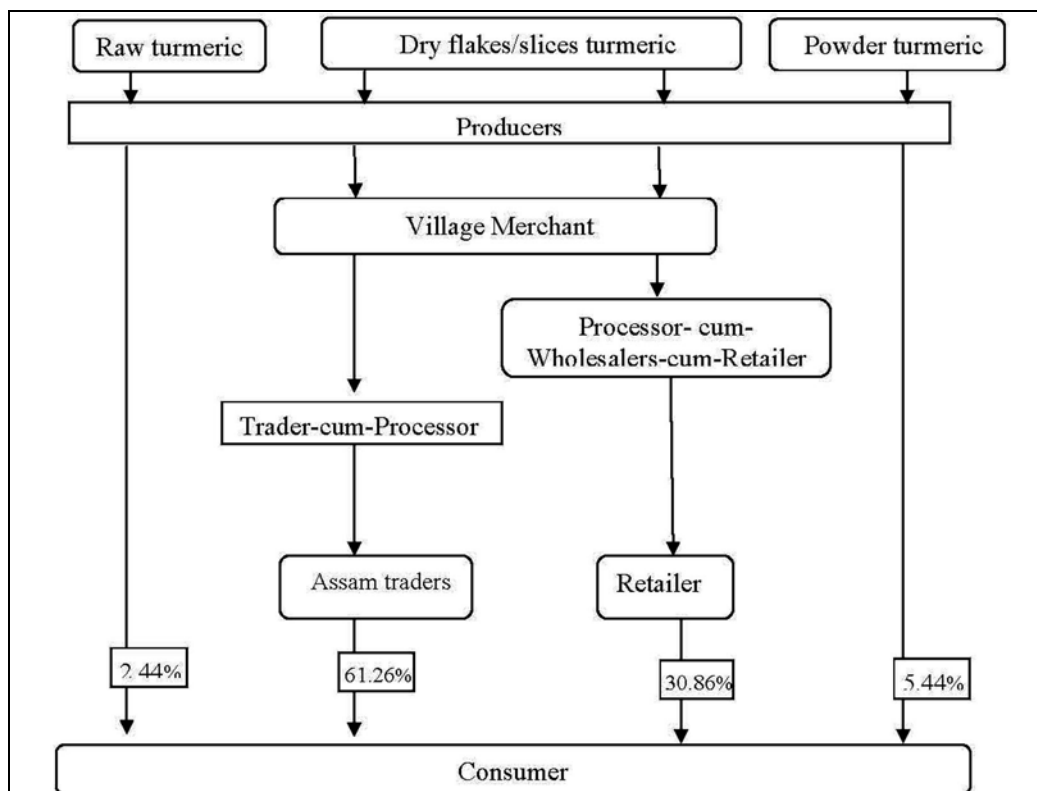 Raw turmeric
Dry flakes/slices turmeric
Powder turmeric
Producers
Village Merchant
Processor- cum-
Wholesalers-cum-Retailer
Trader-cum-Processor
Assam traders
Retailer
2.44%
61.26%
30.86%
5.44%
Consumer